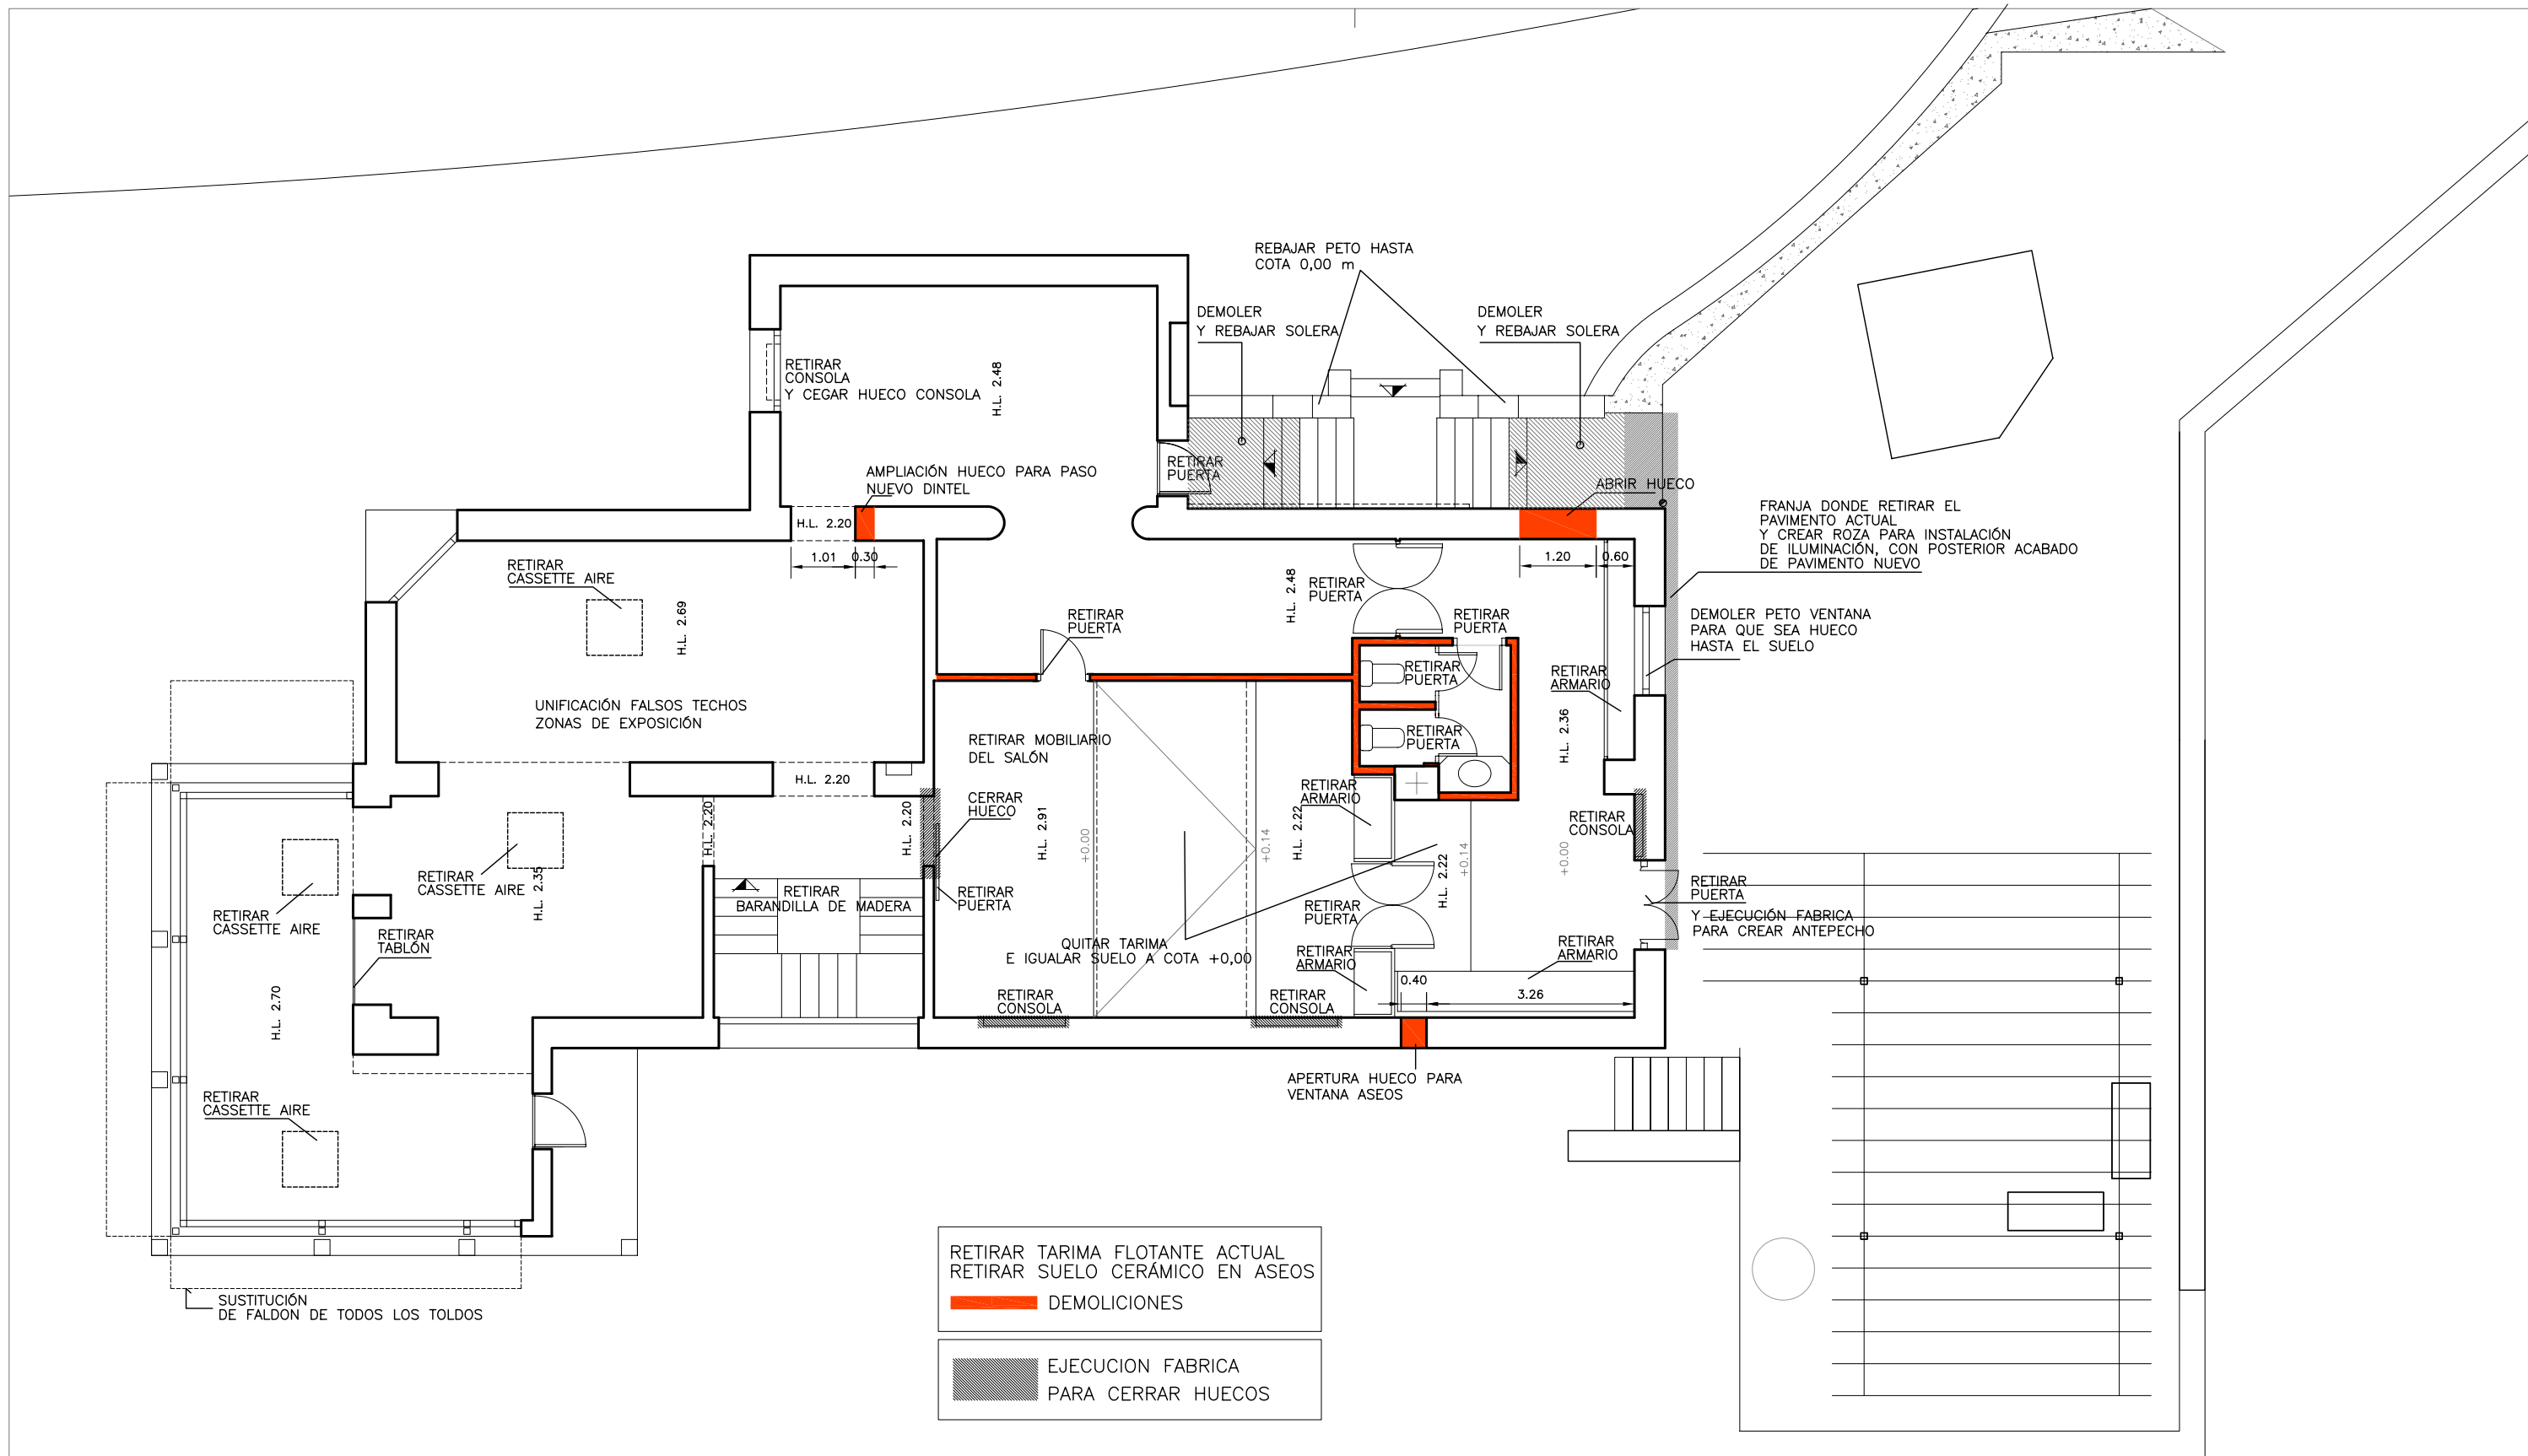 REBAJAR PETO HASTA
COTA 0,00 m
DEMOLER
Y REBAJAR SOLERA
DEMOLER
Y REBAJAR SOLERA
RETIRAR
CONSOLA
Y CEGAR HUECO CONSOLA
H.L. 2.48
RETIRAR
PUERTA
AMPLIACIÓN HUECO PARA PASO
NUEVO DINTEL
ABRIR HUECO
FRANJA DONDE RETIRAR EL
PAVIMENTO ACTUAL
Y CREAR ROZA PARA INSTALACIÓN
DE ILUMINACIÓN, CON POSTERIOR ACABADO
DE PAVIMENTO NUEVO
H.L. 2.20
1.01
0.30
1.20
0.60
RETIRAR
CASSETTE AIRE
H.L. 2.69
RETIRAR
PUERTA
H.L. 2.48
RETIRAR
PUERTA
RETIRAR
PUERTA
DEMOLER PETO VENTANA
PARA QUE SEA HUECO
HASTA EL SUELO
RETIRAR
PUERTA
RETIRAR
ARMARIO
UNIFICACIÓN FALSOS TECHOS
ZONAS DE EXPOSICIÓN
RETIRAR MOBILIARIO
DEL SALÓN
RETIRAR
PUERTA
H.L. 2.36
H.L. 2.20
RETIRAR
ARMARIO
CERRAR
HUECO
H.L. 2.20
H.L. 2.20
H.L. 2.91
+0.00
+0.14
H.L. 2.22
RETIRAR
CONSOLA
H.L. 2.22
+0.14
+0.00
RETIRAR
CASSETTE AIRE
H.L. 2.35
RETIRAR
BARANDILLA DE MADERA
RETIRAR
PUERTA
RETIRAR
PUERTA
Y EJECUCIÓN FABRICA
PARA CREAR ANTEPECHO
RETIRAR
CASSETTE AIRE
RETIRAR
TABLÓN
RETIRAR
PUERTA
QUITAR TARIMA
E IGUALAR SUELO A COTA +0,00
RETIRAR
ARMARIO
RETIRAR
ARMARIO
H.L. 2.70
RETIRAR
CONSOLA
RETIRAR
CONSOLA
0.40
3.26
APERTURA HUECO PARA
VENTANA ASEOS
RETIRAR
CASSETTE AIRE
SUSTITUCIÓN
DE FALDON DE TODOS LOS TOLDOS
RETIRAR TARIMA FLOTANTE ACTUAL
RETIRAR SUELO CERÁMICO EN ASEOS
DEMOLICIONES
EJECUCION FABRICA
PARA CERRAR HUECOS